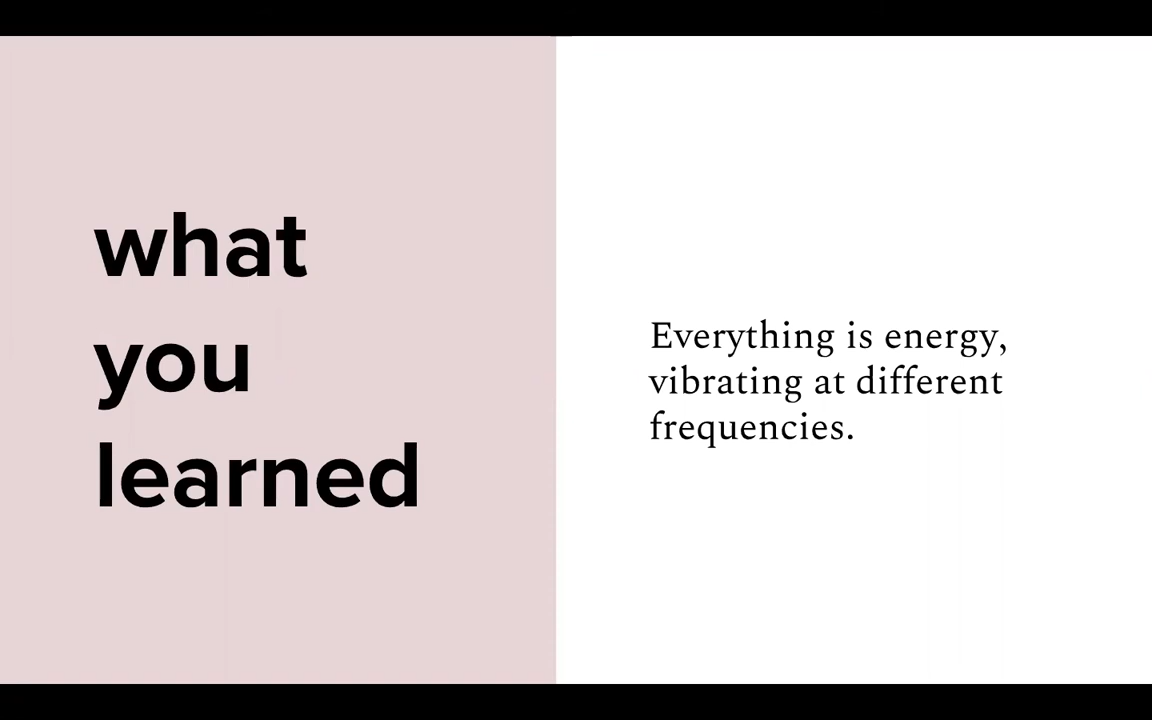 what
you
learned
Everything is energy,
vibrating at different
frequencies.